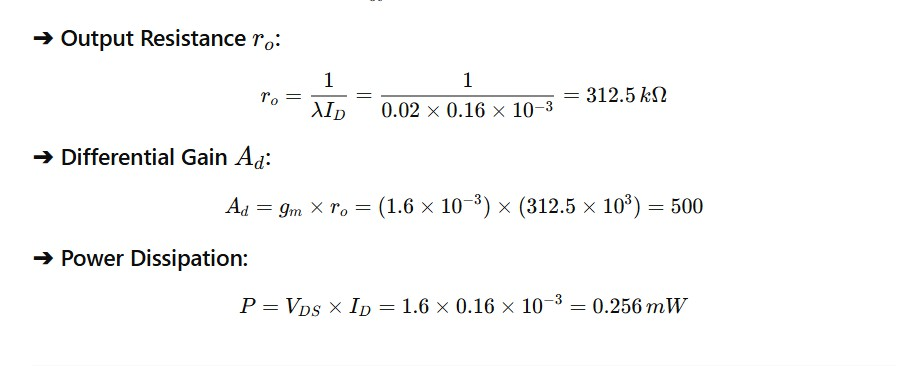 ➔ Output Resistance r_o:
r_o = 1/(λI_D) = 1/(0.02 × 0.16 × 10⁻³) = 312.5 kΩ
➔ Differential Gain A_d:
A_d = g_m × r_o = (1.6 × 10⁻³) × (312.5 × 10³) = 500
➔ Power Dissipation:
P = V_DS × I_D = 1.6 × 0.16 × 10⁻³ = 0.256 mW